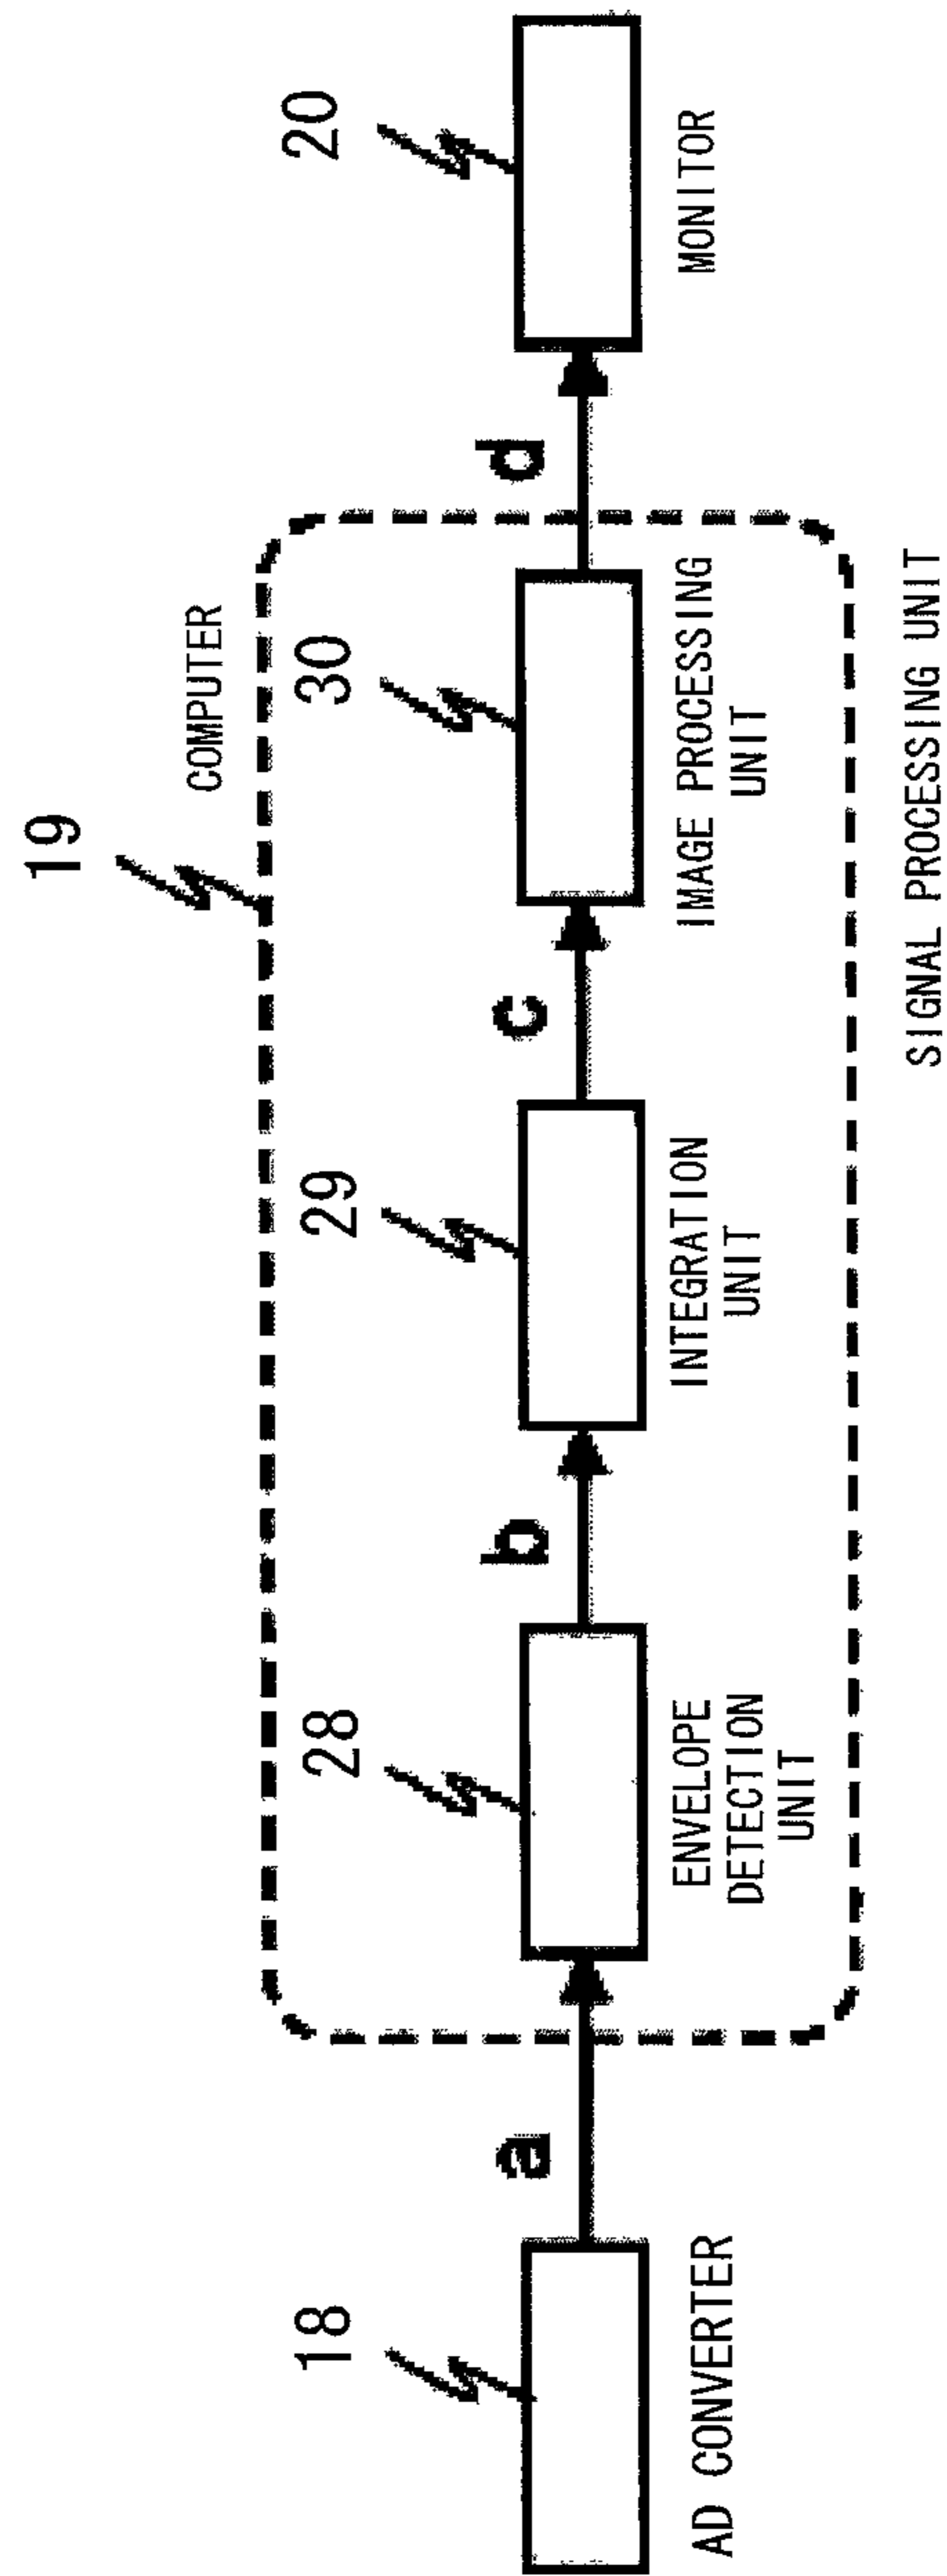 19
COMPUTER
18
28
29
30
20
a
b
c
d
AD CONVERTER
ENVELOPE
DETECTION
UNIT
INTEGRATION
UNIT
IMAGE PROCESSING
UNIT
MONITOR
SIGNAL PROCESSING UNIT